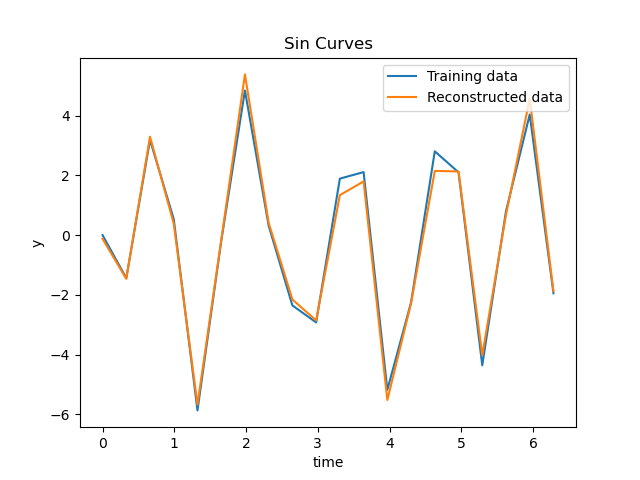 Sin Curves
Training data
Reconstructed data
y
4
2
0
−2
−4
−6
0 1 2 3 4 5 6
time